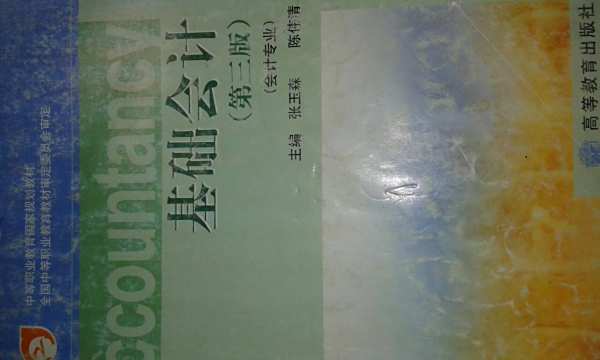 中等职业教育国家规划教材
全国中等职业教育教材审定委员会审定
ccountancy
基础会计
(第三版)
(会计专业)
主编 张玉森 陈伟清
高等教育出版社